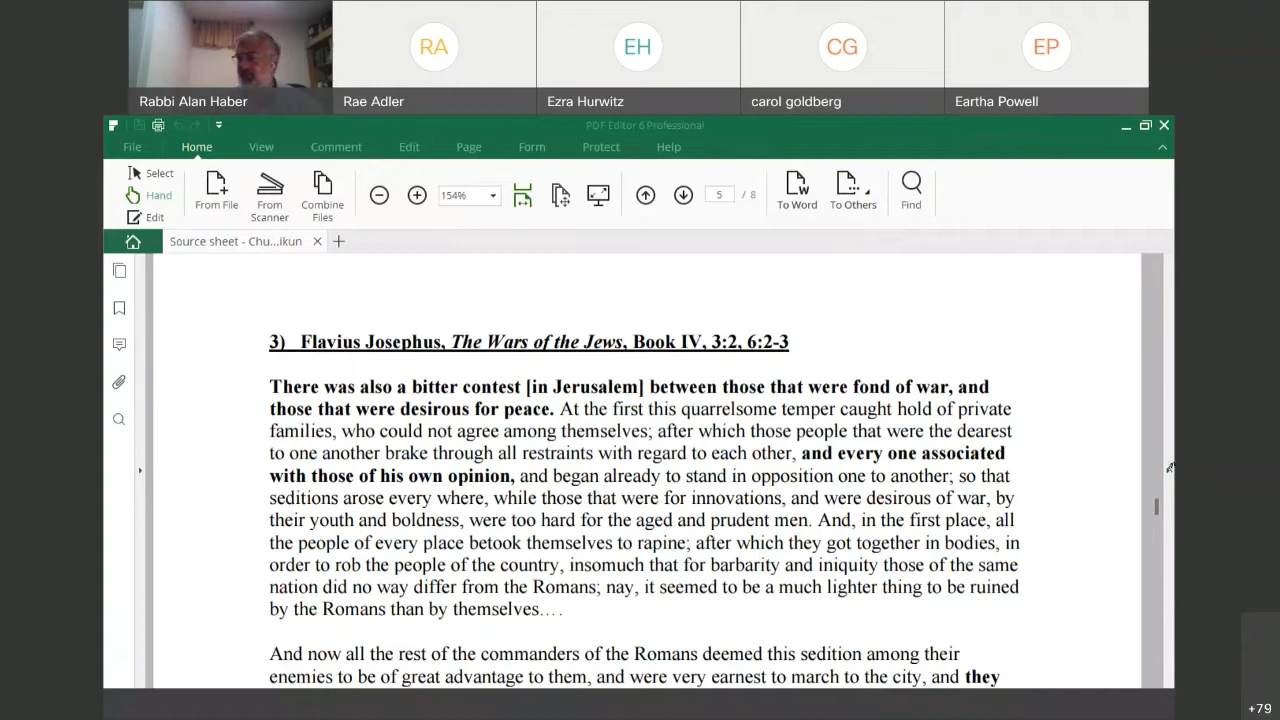 RA
EH
CG
EP
Rabbi Alan Haber
Rae Adler
Ezra Hurwitz
carol goldberg
Eartha Powell
PDF Editor 6 Professional
File Home View Comment Edit Page Form Protect Help
Select
Hand
Edit
From File
From Scanner
Combine Files
154%
5 / 8
To Word
To Others
Find
Source sheet - Chu...ikun
3) Flavius Josephus, The Wars of the Jews, Book IV, 3:2, 6:2-3
There was also a bitter contest [in Jerusalem] between those that were fond of war, and
those that were desirous for peace. At the first this quarrelsome temper caught hold of private
families, who could not agree among themselves; after which those people that were the dearest
to one another brake through all restraints with regard to each other, and every one associated
with those of his own opinion, and began already to stand in opposition one to another; so that
seditions arose every where, while those that were for innovations, and were desirous of war, by
their youth and boldness, were too hard for the aged and prudent men. And, in the first place, all
the people of every place betook themselves to rapine; after which they got together in bodies, in
order to rob the people of the country, insomuch that for barbarity and iniquity those of the same
nation did no way differ from the Romans; nay, it seemed to be a much lighter thing to be ruined
by the Romans than by themselves….
And now all the rest of the commanders of the Romans deemed this sedition among their
enemies to be of great advantage to them, and were very earnest to march to the city, and they
+79